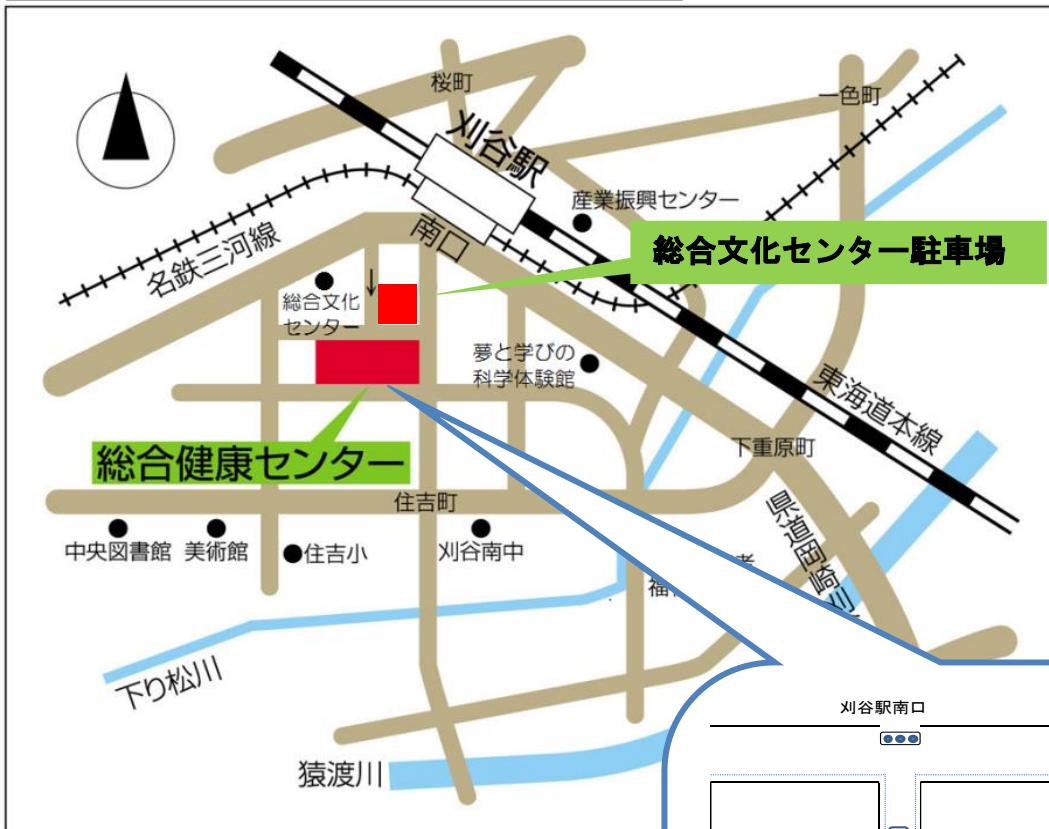 桜町
一色町
刈谷駅
産業振興センター
南口
名鉄三河線
総合文化センター駐車場
総合文化
センター
夢と学びの
科学体験館
東海道本線
総合健康センター
下重原町
住吉町
中央図書館
美術館
住吉小
刈谷南中
県道岡崎刈
福
下り松川
猿渡川
刈谷駅南口